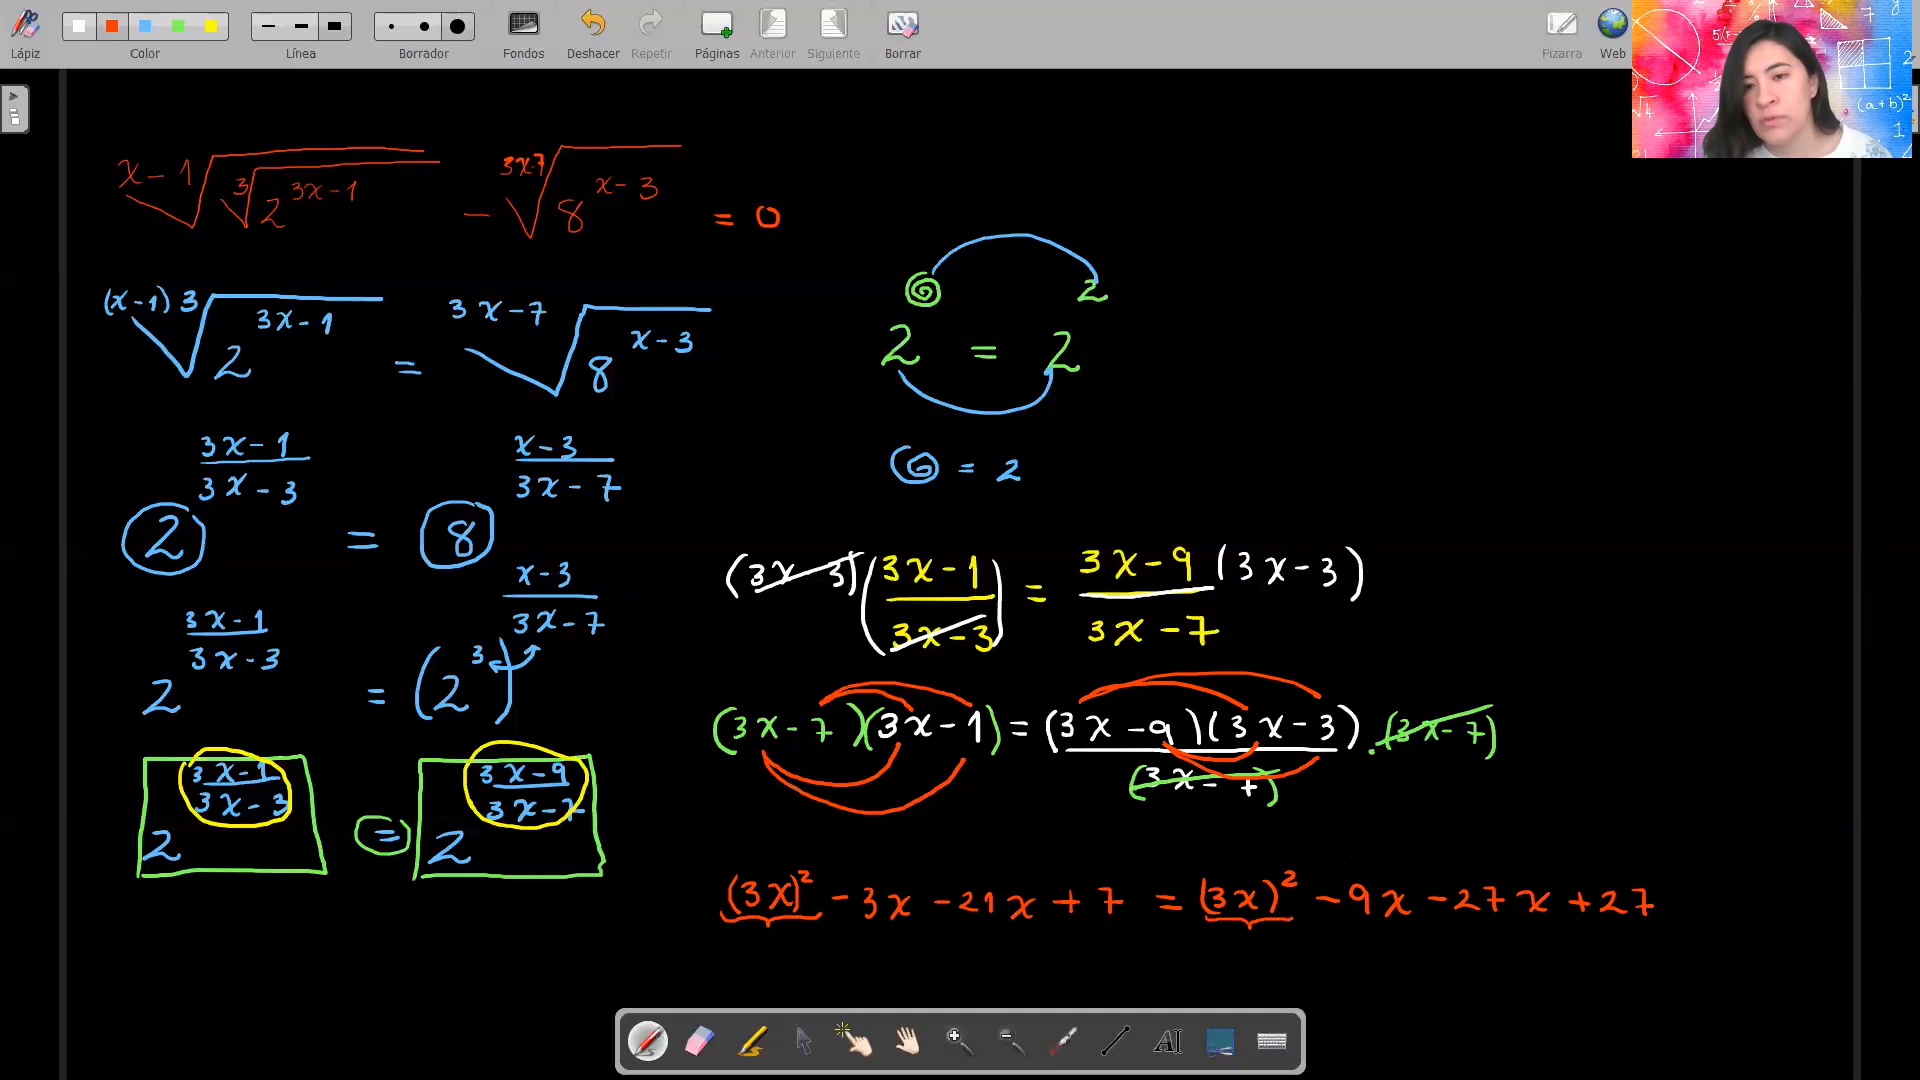 Lápiz Color Línea Borrador Fondos Deshacer Repetir Páginas Anterior Siguiente Borrar Pizarra Web
x-1√(3√(2^(3x-1))) - 3x-7√(8^(x-3)) = 0
(x-1)3√(2^(3x-1)) = 3x-7√(8^(x-3))
2^((3x-1)/(3x-3)) = 8^((x-3)/(3x-7))
2^((3x-1)/(3x-3)) = (2^3)^((x-3)/(3x-7))
2^((3x-1)/(3x-3)) = 2^((3x-9)/(3x-7))
2 = 2^2
= 2
(3x-3)((3x-1)/(3x-3)) = (3x-9)/(3x-7) (3x-3)
(3x-7)(3x-1) = (3x-9)(3x-3)/(3x-7) . (3x-7)
(3x)² - 3x - 21x + 7 = (3x)² - 9x - 27x + 27
√4
(a+b)²